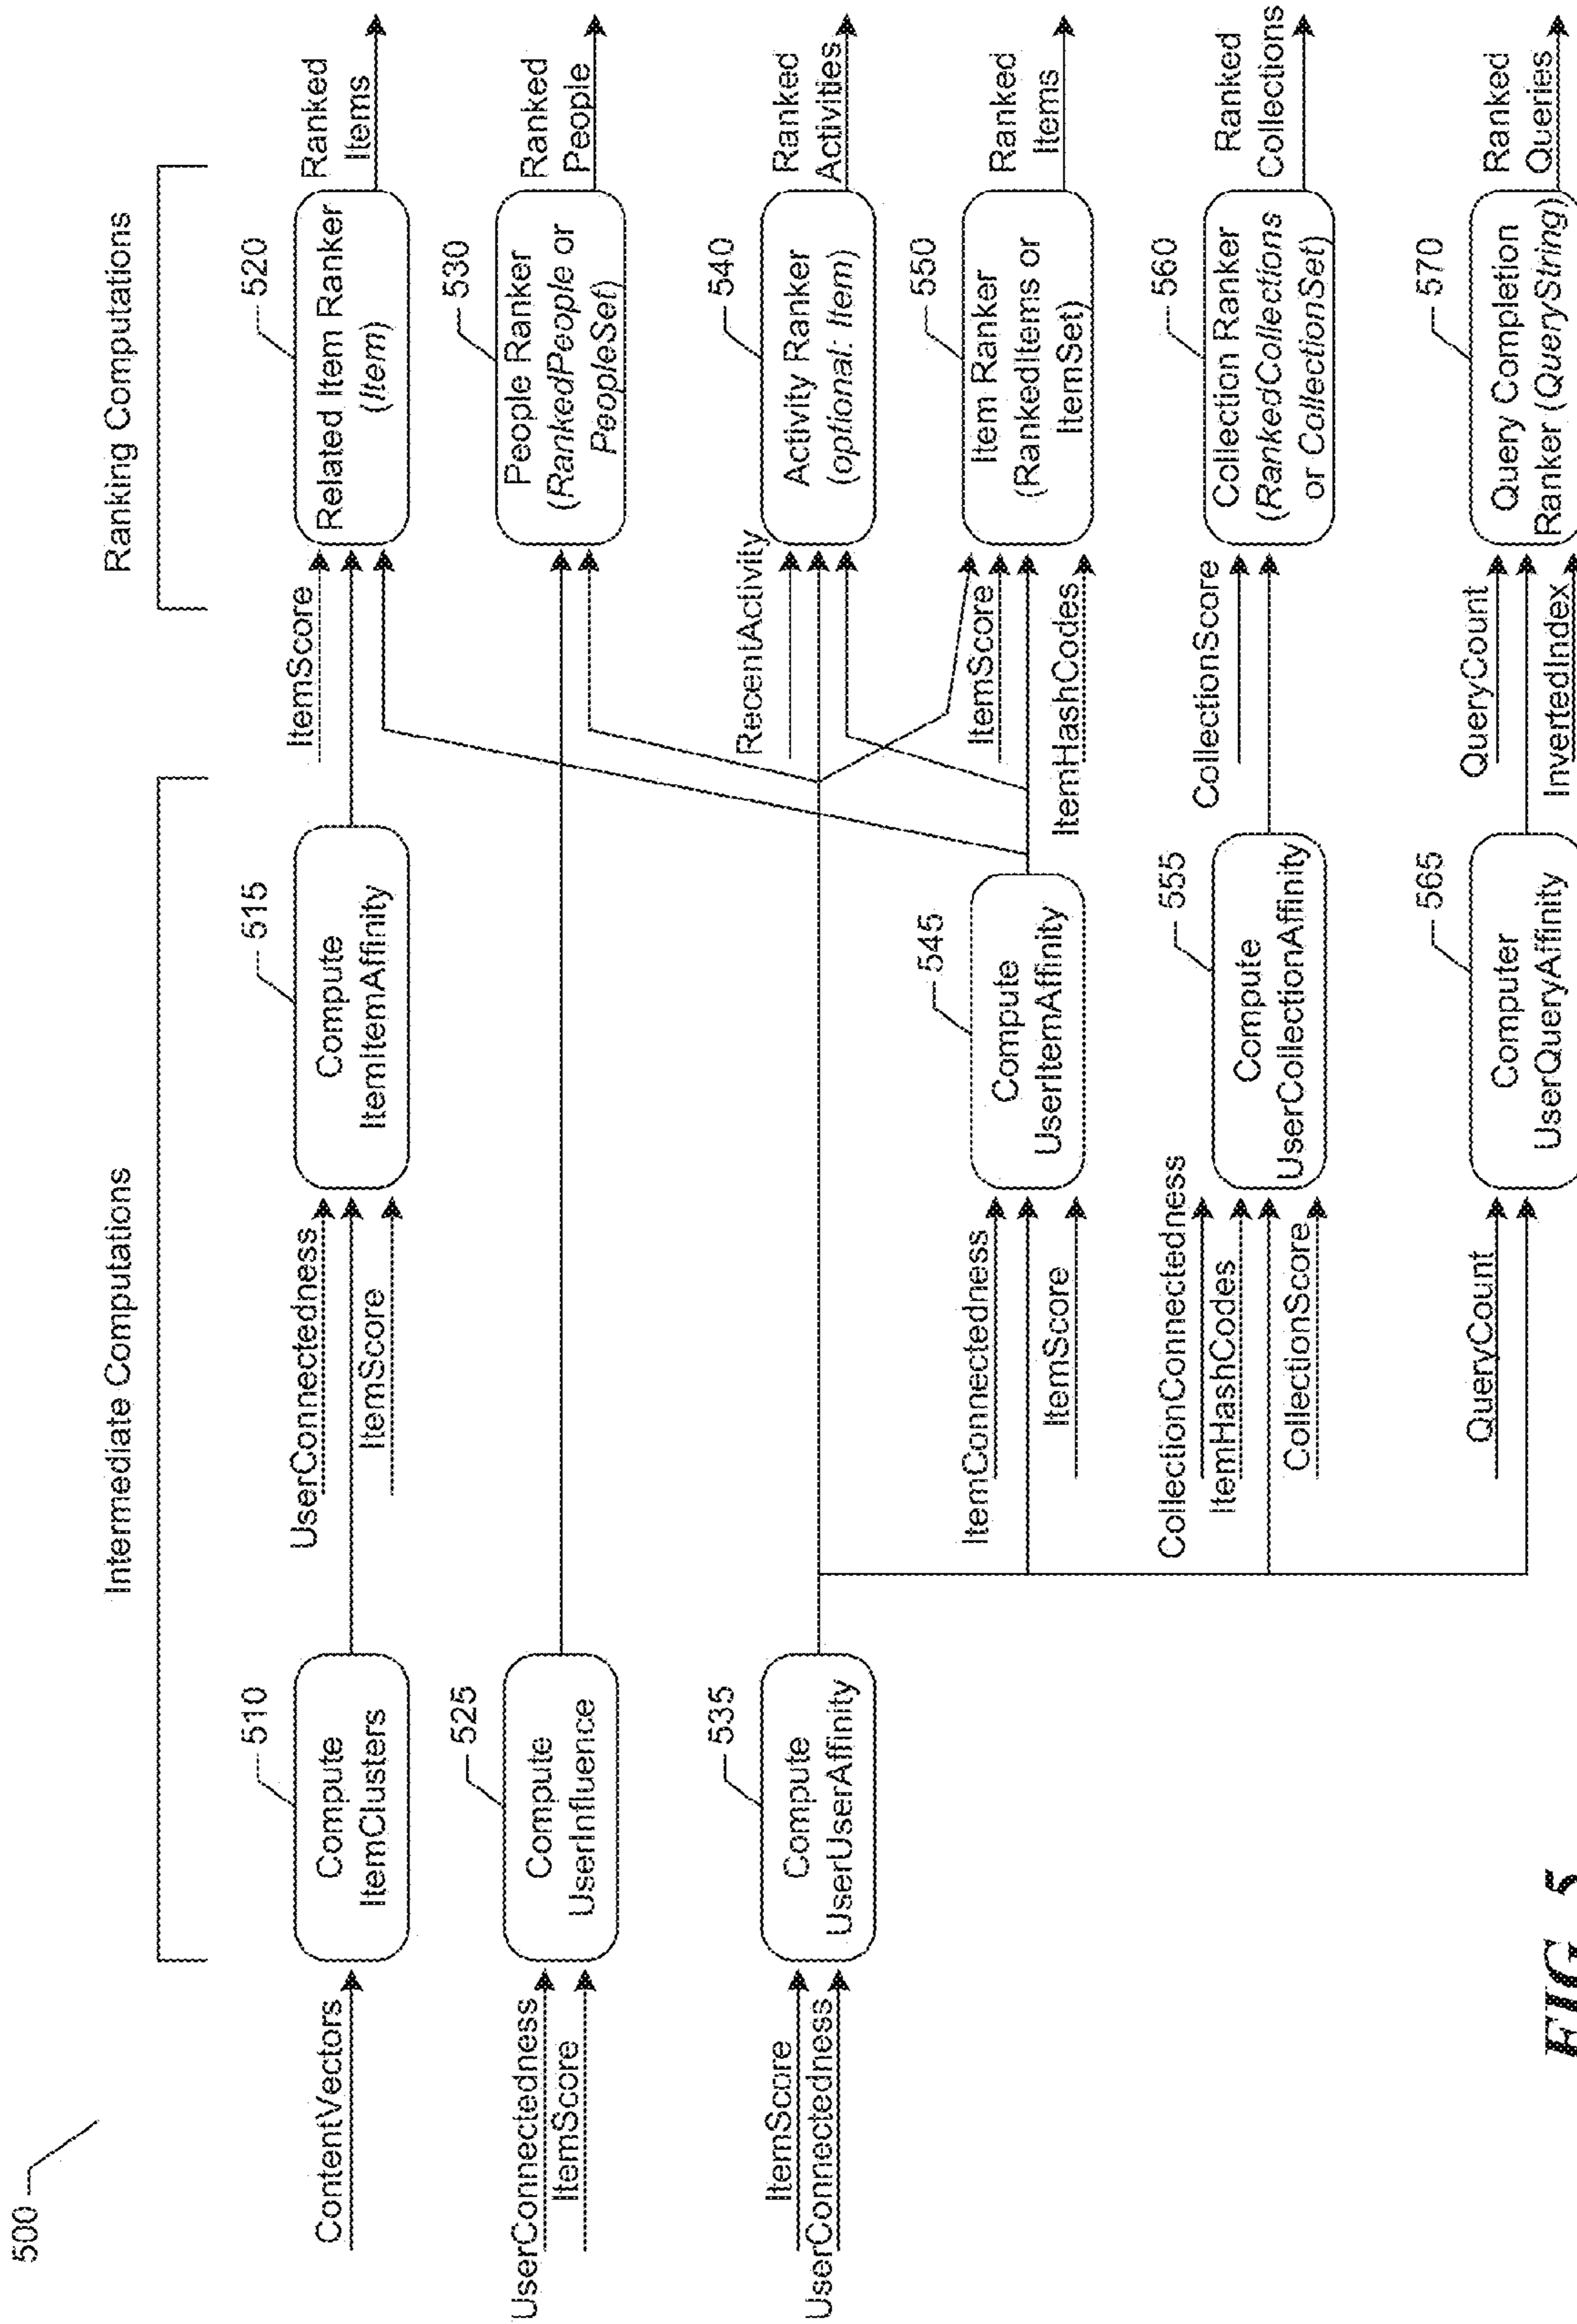 500
Intermediate Computations
Ranking Computations
ContentVectors
510
Compute
ItemClusters
UserConnectedness
ItemScore
515
Compute
ItemItemAffinity
ItemScore
520
Related Item Ranker
(Item)
Ranked
Items
UserConnectedness
ItemScore
525
Compute
UserInfluence
530
People Ranker
(RankedPeople or
PeopleSet)
Ranked
People
ItemScore
UserConnectedness
535
Compute
UserUserAffinity
RecentActivity
540
Activity Ranker
(optional: Item)
Ranked
Activities
ItemConnectedness
ItemScore
545
Compute
UserItemAffinity
ItemScore
ItemHashCodes
550
Item Ranker
(RankedItems or
ItemSet)
Ranked
Items
CollectionConnectedness
ItemHashCodes
CollectionScore
555
Compute
UserCollectionAffinity
CollectionScore
560
Collection Ranker
(RankedCollections
or CollectionSet)
Ranked
Collections
QueryCount
565
Computer
UserQueryAffinity
QueryCount
InvertedIndex
570
Query Completion
Ranker (QueryString)
Ranked
Queries
FIG. 5